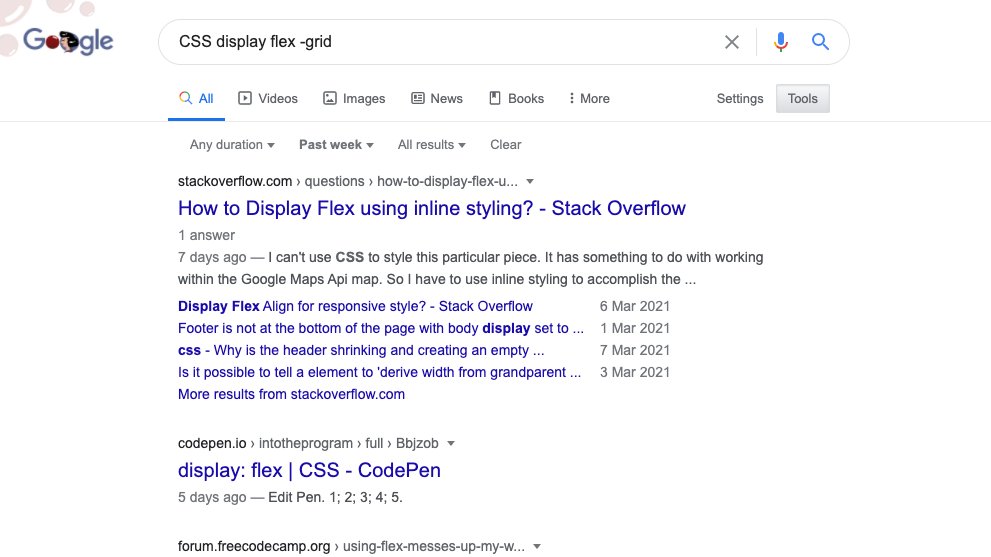 Google
CSS display flex -grid
All Videos Images News Books More Settings Tools
Any duration Past week All results Clear
stackoverflow.com › questions › how-to-display-flex-u...
How to Display Flex using inline styling? - Stack Overflow
1 answer
7 days ago — I can't use CSS to style this particular piece. It has something to do with working
within the Google Maps Api map. So I have to use inline styling to accomplish the ...
Display Flex Align for responsive style? - Stack Overflow 6 Mar 2021
Footer is not at the bottom of the page with body display set to ... 1 Mar 2021
css - Why is the header shrinking and creating an empty ... 7 Mar 2021
Is it possible to tell a element to 'derive width from grandparent ... 3 Mar 2021
More results from stackoverflow.com
codepen.io › intotheprogram › full › Bbjzob
display: flex | CSS - CodePen
5 days ago — Edit Pen. 1; 2; 3; 4; 5.
forum.freecodecamp.org › using-flex-messes-up-my-w...